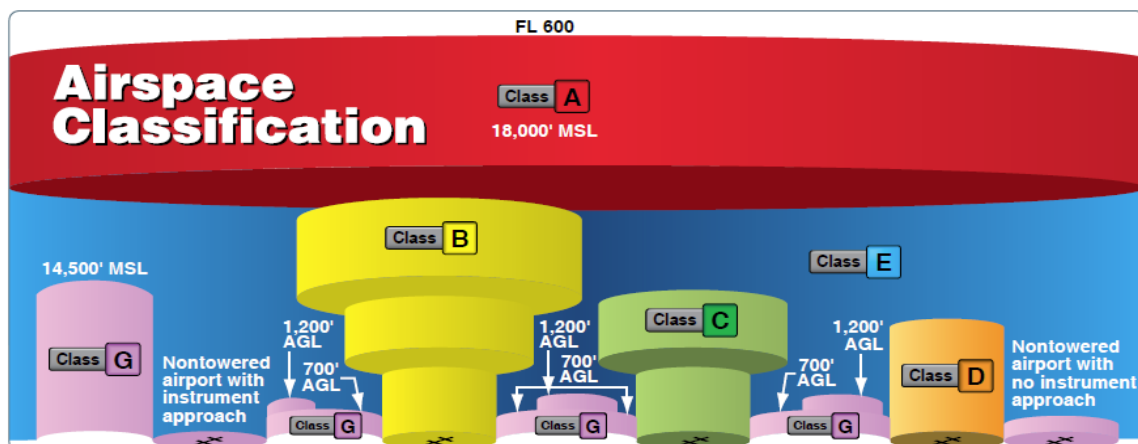 FL 600
Airspace
Classification
Class A
18,000' MSL
Class B
Class E
14,500' MSL
Class C
1,200'
AGL
1,200'
AGL
1,200'
AGL
Class G
Nontowered
airport with
instrument
approach
700'
AGL
700'
AGL
700'
AGL
Class D
Nontowered
airport with
no instrument
approach
Class G
Class G
Class G